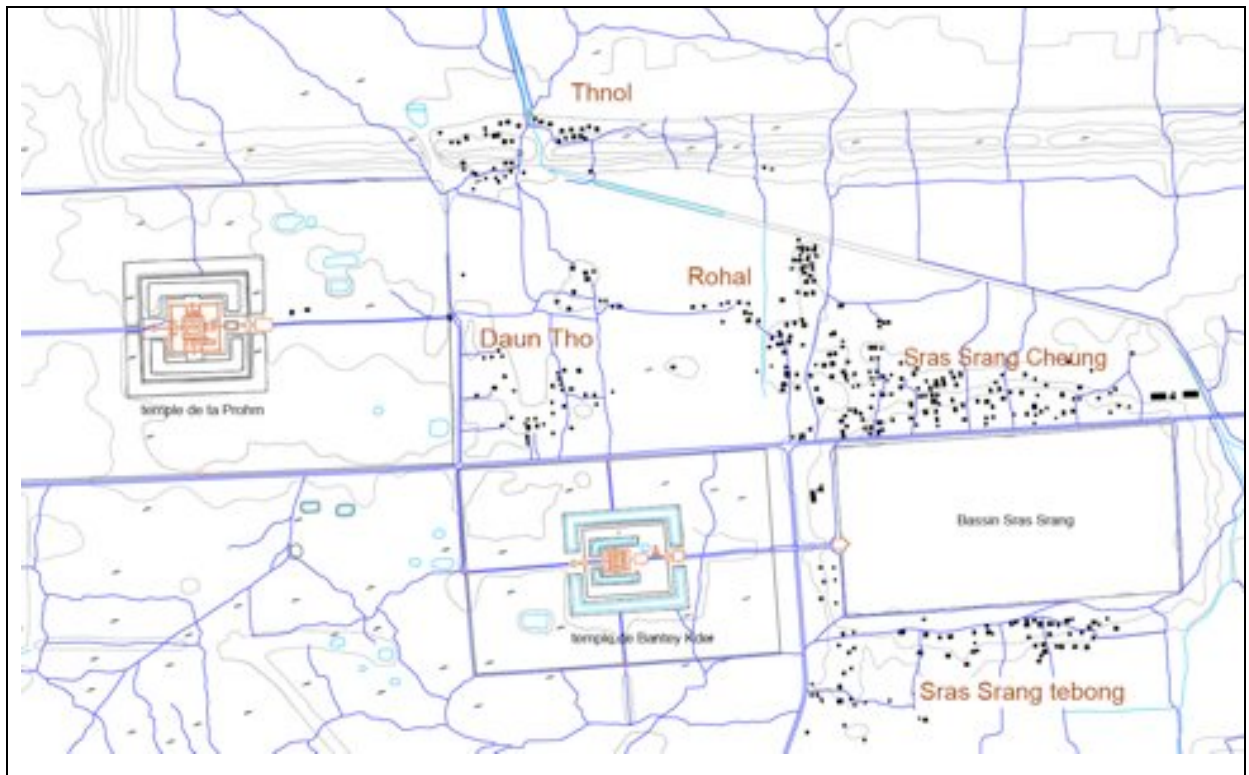 Thnol
Rohal
Daun Tho
Sras Srang Cheung
temple de ta Prohm
Bassin Sras Srang
temple de Bantey Kdei
Sras Srang tebong